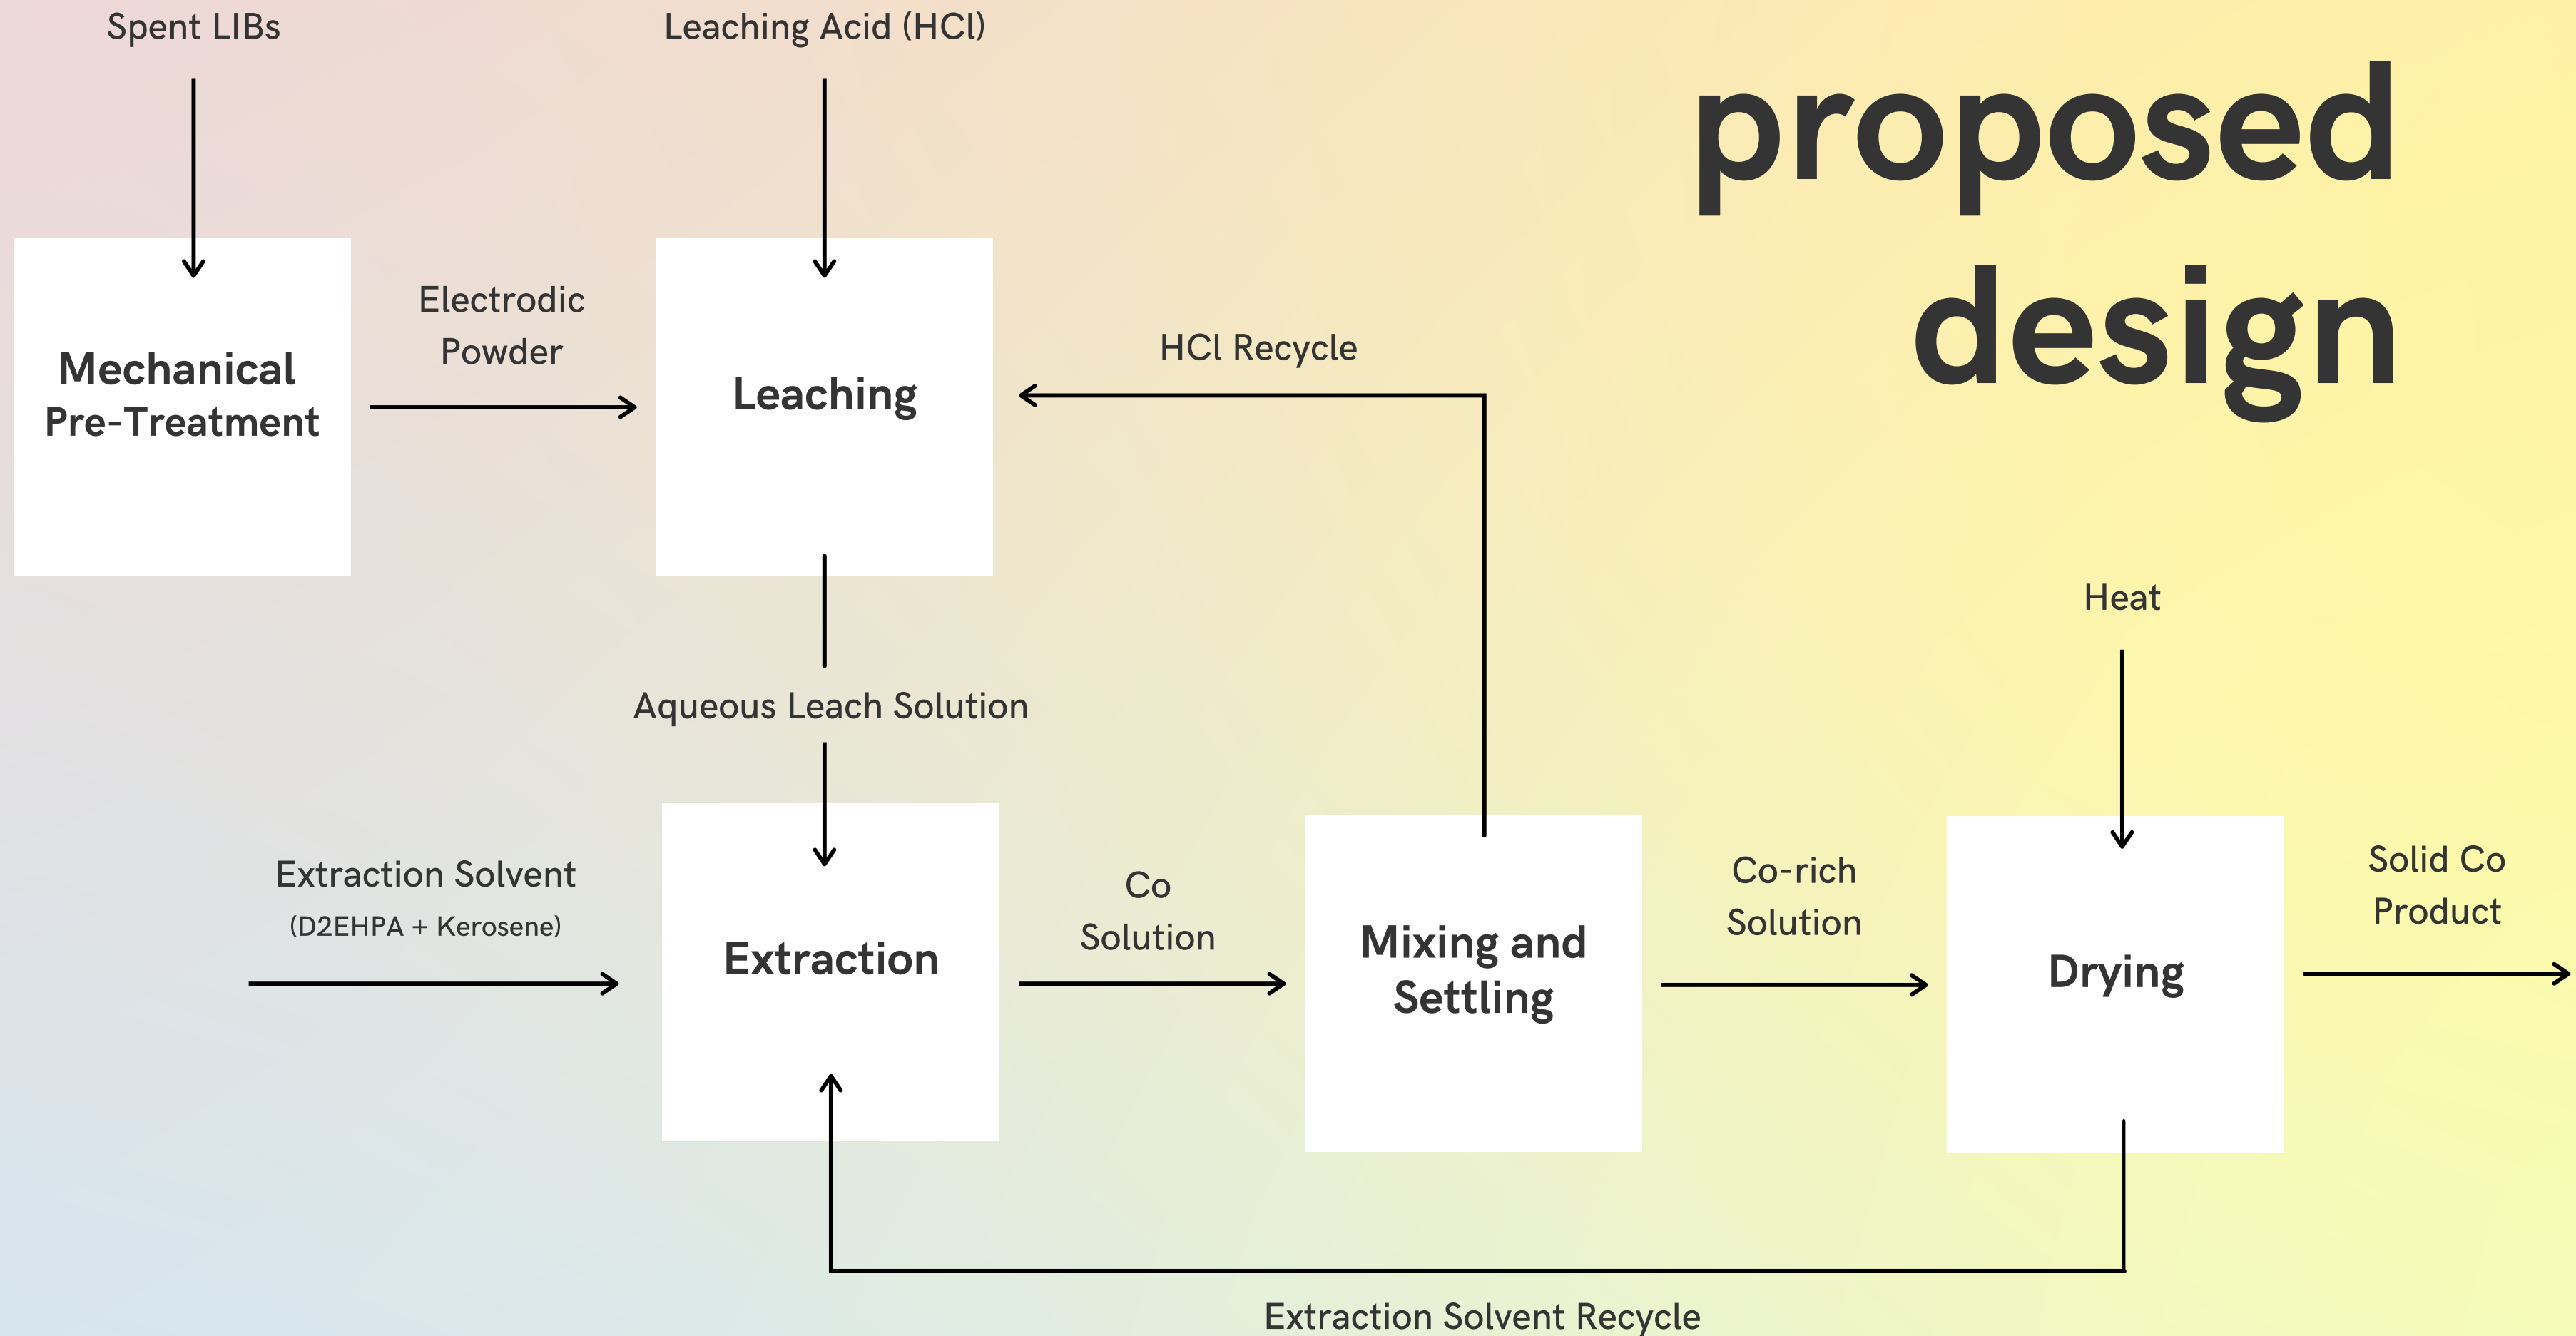 Spent LIBs
Leaching Acid (HCl)
proposed
design
Mechanical
Pre-Treatment
Electrodic
Powder
Leaching
HCl Recycle
Aqueous Leach Solution
Heat
Extraction Solvent
(D2EHPA + Kerosene)
Extraction
Co
Solution
Mixing and
Settling
Co-rich
Solution
Drying
Solid Co
Product
Extraction Solvent Recycle